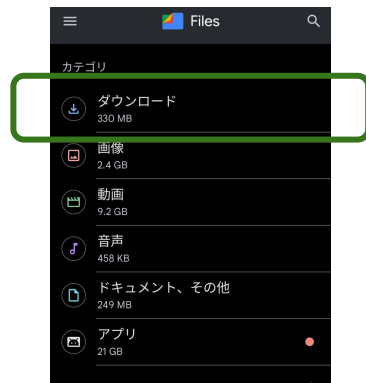 Files
カテゴリ
ダウンロード
330 MB
画像
2.4 GB
動画
9.2 GB
音声
458 KB
ドキュメント、その他
249 MB
アプリ
21 GB